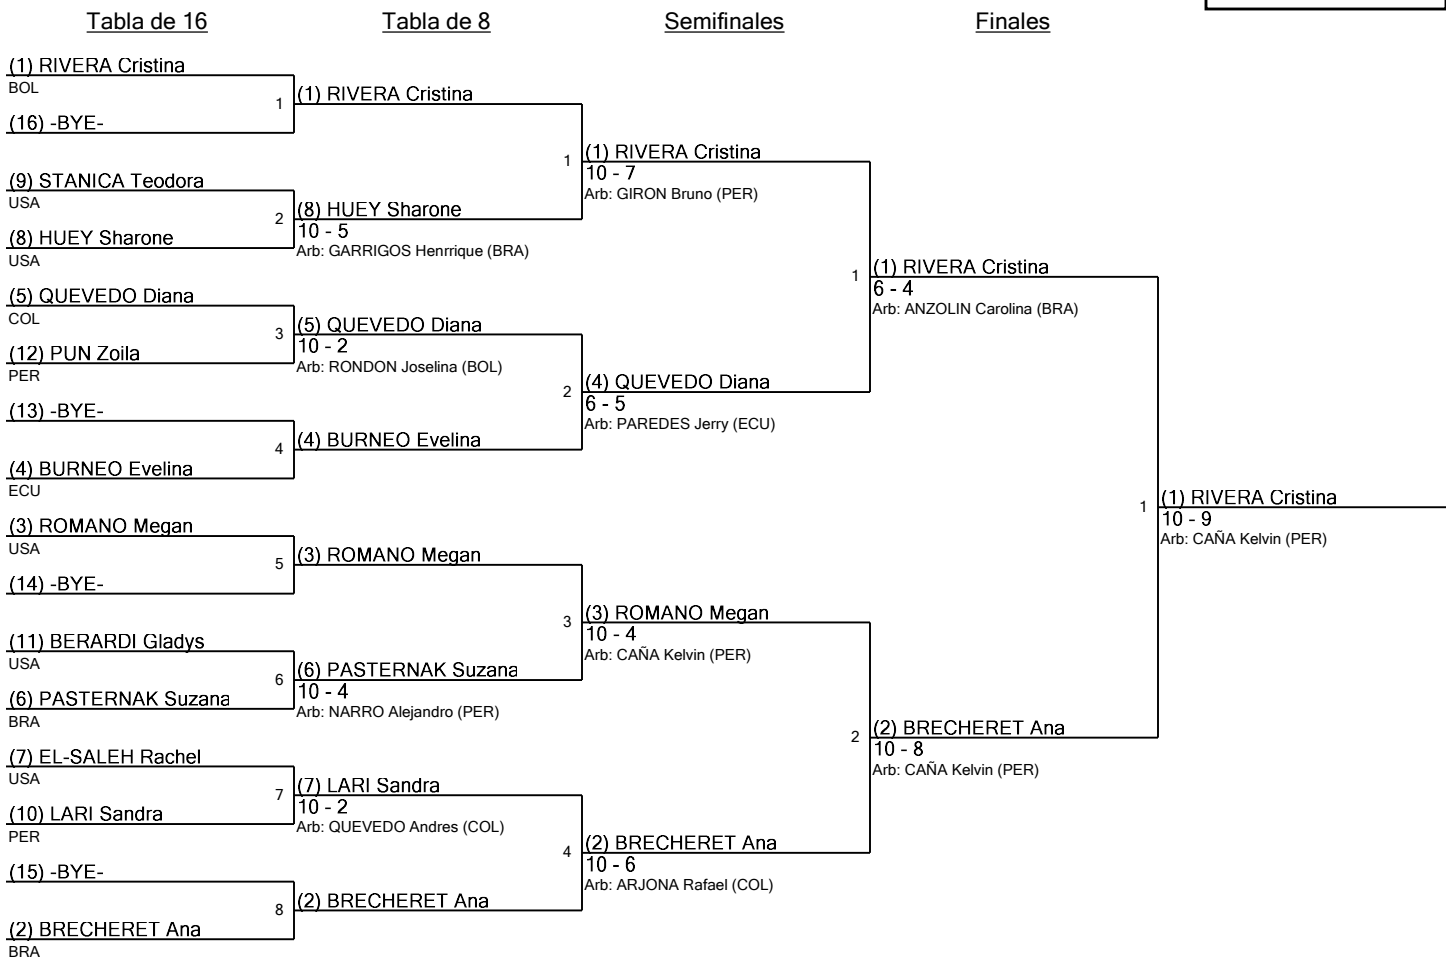 Tabla de 16
Tabla de 8
Semifinales
Finales
(1) RIVERA Cristina
BOL
1
(16) -BYE-
(9) STANICA Teodora
USA
2
(8) HUEY Sharone
USA
(5) QUEVEDO Diana
COL
3
(12) PUN Zoila
PER
(13) -BYE-
4
(4) BURNEO Evelina
ECU
(3) ROMANO Megan
USA
5
(14) -BYE-
(11) BERARDI Gladys
USA
6
(6) PASTERNAK Suzana
BRA
(7) EL-SALEH Rachel
USA
7
(10) LARI Sandra
PER
(15) -BYE-
8
(2) BRECHERET Ana
BRA
(1) RIVERA Cristina
1
(8) HUEY Sharone
10 - 5
Arb: GARRIGOS Henrrique (BRA)
(5) QUEVEDO Diana
10 - 2
Arb: RONDON Joselina (BOL)
2
(4) BURNEO Evelina
(3) ROMANO Megan
3
(6) PASTERNAK Suzana
10 - 4
Arb: NARRO Alejandro (PER)
(7) LARI Sandra
10 - 2
Arb: QUEVEDO Andres (COL)
4
(2) BRECHERET Ana
(1) RIVERA Cristina
10 - 7
Arb: GIRON Bruno (PER)
1
(4) QUEVEDO Diana
6 - 5
Arb: PAREDES Jerry (ECU)
(3) ROMANO Megan
10 - 4
Arb: CAÑA Kelvin (PER)
2
(2) BRECHERET Ana
10 - 6
Arb: ARJONA Rafael (COL)
(1) RIVERA Cristina
6 - 4
Arb: ANZOLIN Carolina (BRA)
1
(2) BRECHERET Ana
10 - 8
Arb: CAÑA Kelvin (PER)
(1) RIVERA Cristina
10 - 9
Arb: CAÑA Kelvin (PER)